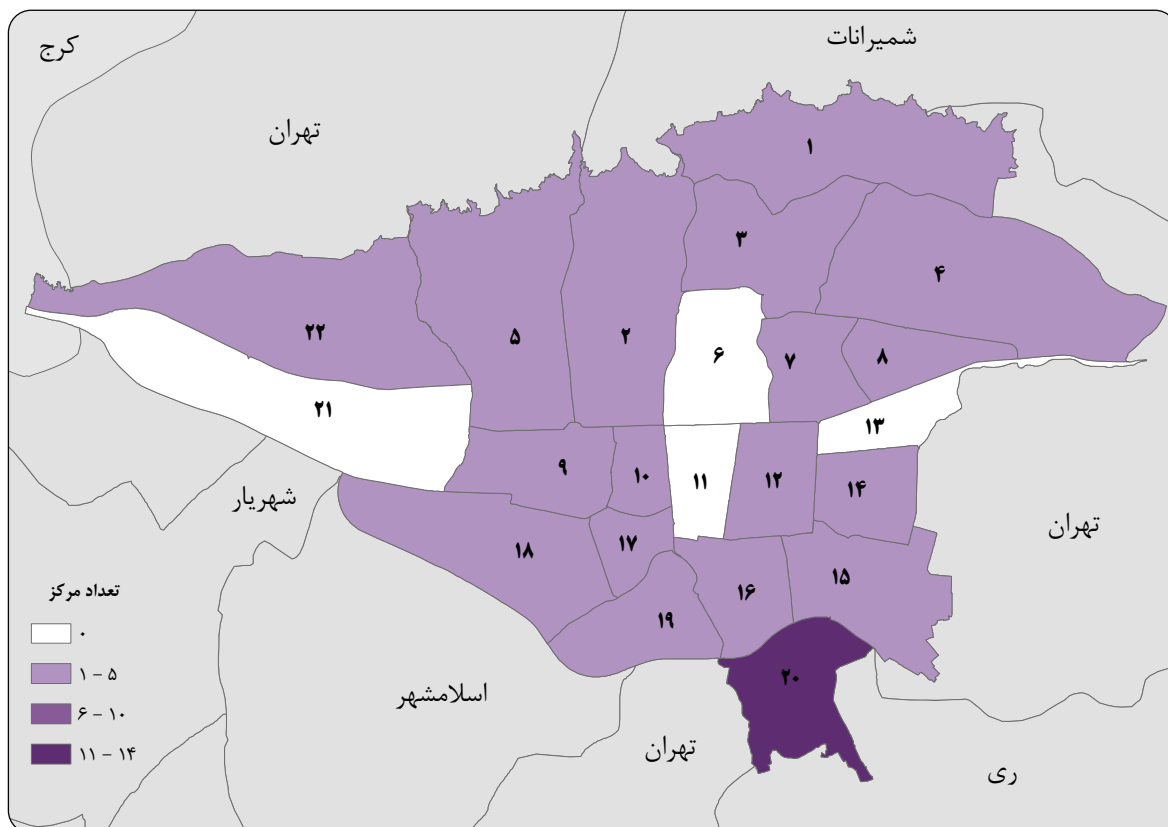 کرج
شمیرانات
تهران
۱
۳
۴
۲۲
۵
۲
۶
۷
۸
۲۱
۱۳
۹
۱۰
۱۱
۱۲
۱۴
شهریار
تهران
۱۸
۱۷
۱۶
۱۵
۱۹
۲۰
اسلامشهر
تهران
ری
تعداد مرکز
۰
۱ - ۵
۶ - ۱۰
۱۱ - ۱۴